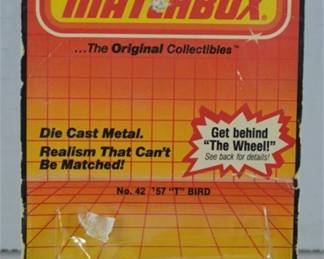 MATCHBOX
...The Original Collectibles™
Die Cast Metal.
Realism That Can't
Be Matched!
Get behind
"The Wheel!"
See back for details!
No. 42 '57 "T" BIRD